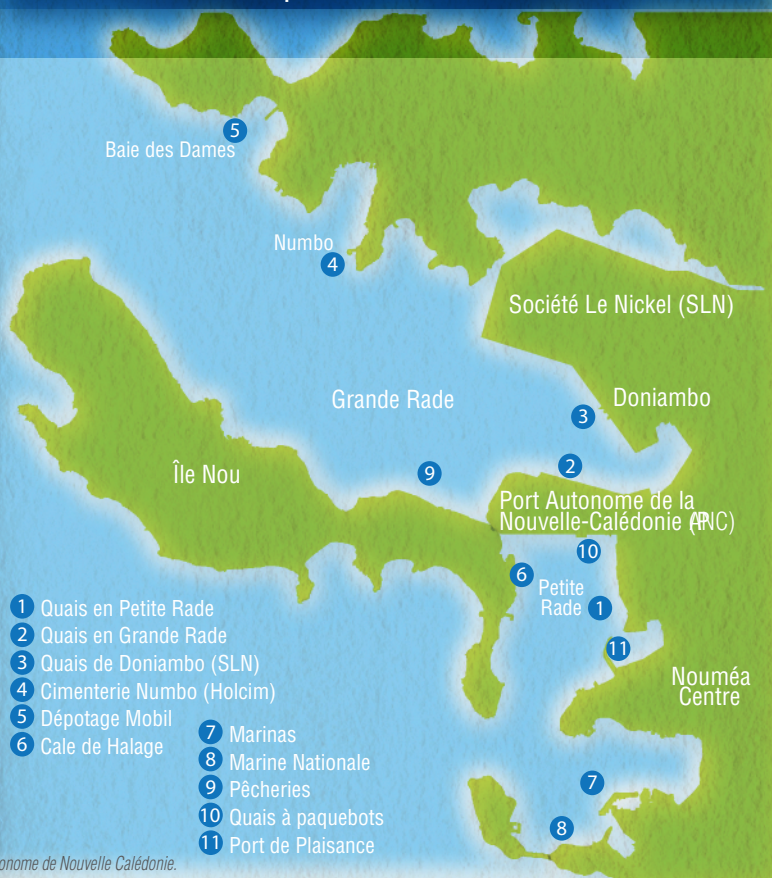 5
Baie des Dames
Numbo
4
Société Le Nickel (SLN)
Grande Rade
Doniambo
3
Île Nou
9
2
Port Autonome de la
Nouvelle-Calédonie (PANC)
10
6
Petite
Rade 1
11
Nouméa
Centre
1 Quais en Petite Rade
2 Quais en Grande Rade
3 Quais de Doniambo (SLN)
4 Cimenterie Numbo (Holcim)
5 Dépotage Mobil
6 Cale de Halage
7 Marinas
8 Marine Nationale
9 Pêcheries
10 Quais à paquebots
11 Port de Plaisance
7
8
onome de Nouvelle Calédonie.